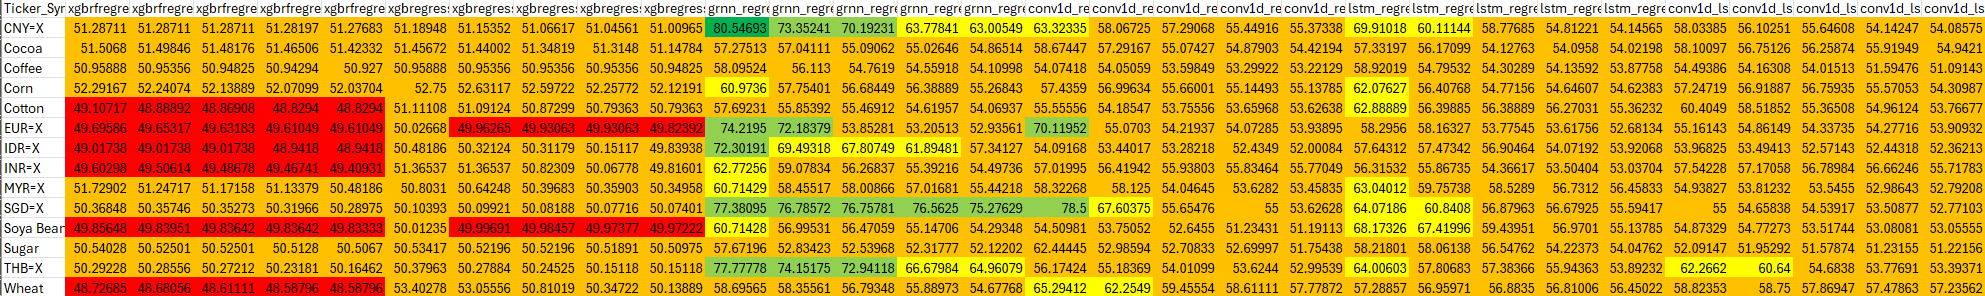 Ticker_Syr xgbrfregre xgbrfregre xgbrfregre xgbrfregre xgbrfregre xgbregress xgbregress xgbregress xgbregress xgbregress grnn_regre grnn_regre grnn_regre grnn_regre grnn_regre conv1d_re conv1d_re conv1d_re conv1d_re conv1d_re lstm_regre lstm_regre lstm_regre lstm_regre lstm_regre conv1d_ls conv1d_ls conv1d_ls conv1d_ls conv1d_ls
CNY=X 51.28711 51.28711 51.28711 51.28197 51.27683 51.18948 51.15352 51.06617 51.04561 51.00965 80.54693 73.35241 70.19231 63.77841 63.00549 63.32335 58.06725 57.29068 55.44916 55.37338 69.91018 60.11144 58.77685 54.81221 54.14565 58.03385 56.10251 55.64608 54.14247 54.08575
Cocoa 51.5068 51.49846 51.48176 51.46506 51.42332 51.45672 51.44002 51.34819 51.3148 51.14784 57.27513 57.04111 55.09062 55.02646 54.86514 58.67447 57.29167 55.07428 54.87903 54.42194 57.33197 56.17099 54.12763 54.0958 54.02198 58.10097 56.75126 56.25874 55.91949 54.9421
Coffee 50.95888 50.95356 50.94825 50.94294 50.927 50.95888 50.95356 50.95356 50.95356 50.94825 58.09524 56.113 54.7619 54.55918 54.10998 54.07418 54.05059 53.59849 53.29922 53.22129 58.92019 54.79532 54.30289 54.13592 53.87758 54.49386 54.16308 54.01513 51.59476 51.09143
Corn 52.29167 52.24074 52.13889 52.07099 52.03704 52.75 52.63117 52.59722 52.25772 52.12191 60.9736 57.75401 56.68449 56.38889 55.26843 57.4359 56.99634 55.66001 55.14493 55.13785 62.07627 56.40768 54.77156 54.64607 54.62383 57.24719 56.91887 56.75935 55.57053 54.30987
Cotton 49.10717 48.88892 48.86908 48.8294 48.8294 51.11108 51.09124 50.87299 50.79363 50.79363 57.69231 55.85392 55.46912 54.61957 54.06937 55.55556 54.18547 53.75556 53.65968 53.62638 62.88889 56.39885 56.38889 56.27031 55.36232 60.4049 58.51852 55.36508 54.96124 53.76677
EUR=X 49.69586 49.65317 49.63183 49.61049 49.61049 50.02668 49.96265 49.93063 49.93063 49.82392 74.2195 72.18379 53.85281 53.20513 52.93561 70.11952 55.0703 54.21937 54.07285 53.93895 58.2956 58.16327 53.77545 53.61756 52.68134 55.16143 54.86149 54.33735 54.27716 53.90932
IDR=X 49.01738 49.01738 49.01738 48.9418 48.9418 50.48186 50.32124 50.31179 50.15117 49.83938 72.30191 69.49318 67.80749 61.89481 57.34127 54.09168 53.44017 53.28218 52.4349 52.00084 57.64312 57.47342 56.90464 54.07192 53.92068 53.96825 53.49413 52.57143 52.44318 52.36213
INR=X 49.60298 49.50614 49.48678 49.46741 49.40931 51.36537 51.36537 50.82309 50.06778 49.81601 62.77256 59.07834 56.26837 55.39216 54.49736 57.01995 56.41942 55.93803 55.83464 55.77049 56.31532 55.86735 54.36617 53.50404 53.03704 57.54228 57.17058 56.78984 56.66246 55.71783
MYR=X 51.72902 51.24717 51.17158 51.13379 50.48186 50.8031 50.64248 50.39683 50.35903 50.34958 60.71429 58.45517 58.00866 57.01681 55.44218 58.32268 58.125 54.04645 53.6282 53.45835 63.04012 59.75738 58.5289 56.7312 56.45833 54.93827 53.81232 53.5455 52.98643 52.79208
SGD=X 50.36848 50.35746 50.35273 50.31966 50.28975 50.10393 50.09921 50.08188 50.07716 50.07401 77.38095 76.78572 76.75781 76.5625 75.27629 78.5 67.60375 55.65476 55 53.62628 64.07186 60.8408 56.87963 56.67925 55.59417 55 54.65838 54.53917 53.50877 52.77103
Soya Bean 49.85648 49.83951 49.83642 49.83642 49.83333 50.01235 49.99691 49.98457 49.97377 49.97222 60.71428 56.99531 56.47059 55.14706 54.29348 54.50981 53.75052 52.6455 51.23431 51.19113 68.17326 67.41996 59.43951 56.9701 55.13785 54.87329 54.77273 53.51744 53.08081 53.05555
Sugar 50.54028 50.52501 50.52501 50.5128 50.5067 50.53417 50.52196 50.52196 50.51891 50.50975 57.67196 52.83423 52.53968 52.31777 52.12202 62.44445 52.98594 52.70833 52.69997 51.75438 58.21801 58.06138 56.54762 54.22373 54.04762 52.09147 51.95292 51.57874 51.23155 51.22156
THB=X 50.29228 50.28556 50.27212 50.23181 50.16462 50.37963 50.27884 50.24525 50.15118 50.15118 77.77778 74.15175 72.94118 66.67984 64.96079 56.17424 55.18369 54.01099 53.6244 52.99539 64.00603 57.80683 57.38366 55.94363 53.89232 62.2662 60.64 54.6838 53.77691 53.39371
Wheat 48.72685 48.68056 48.61111 48.58796 48.58796 53.40278 53.05556 50.81019 50.34722 50.13889 58.69565 58.35561 56.79348 55.88973 54.67768 65.29412 62.2549 59.45554 58.61111 57.77872 57.28857 56.95971 56.8835 56.81006 56.45022 58.82353 58.75 57.86947 57.47863 57.23562